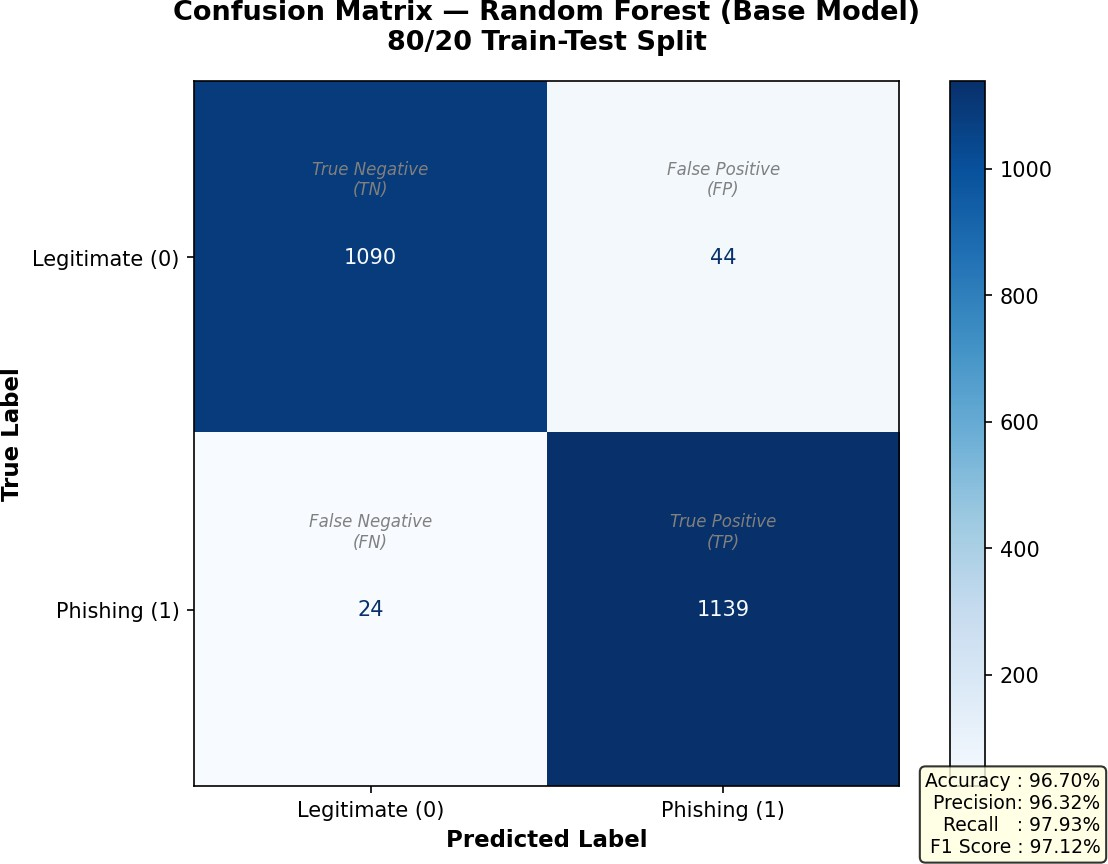 Confusion Matrix — Random Forest (Base Model)
80/20 Train-Test Split
True Negative
(TN)
False Positive
(FP)
Legitimate (0)
1090
44
1000
800
600
400
200
True Label
False Negative
(FN)
True Positive
(TP)
Phishing (1)
24
1139
Legitimate (0)
Phishing (1)
Predicted Label
Accuracy : 96.70%
Precision: 96.32%
Recall : 97.93%
F1 Score : 97.12%